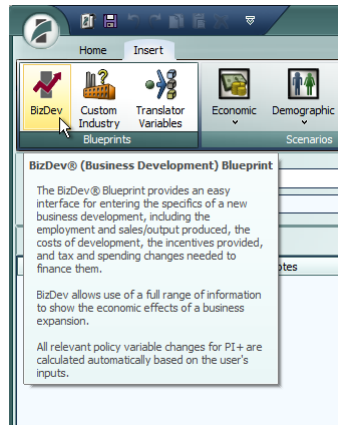 Home Insert
BizDev Custom Industry Translator Variables Economic Demographic
Blueprints Scenarios
BizDev® (Business Development) Blueprint
The BizDev® Blueprint provides an easy
interface for entering the specifics of a new
business development, including the
employment and sales/output produced, the
costs of development, the incentives provided,
and tax and spending changes needed to
finance them.
BizDev allows use of a full range of information
to show the economic effects of a business
expansion.
All relevant policy variable changes for PI+ are
calculated automatically based on the user's
inputs.